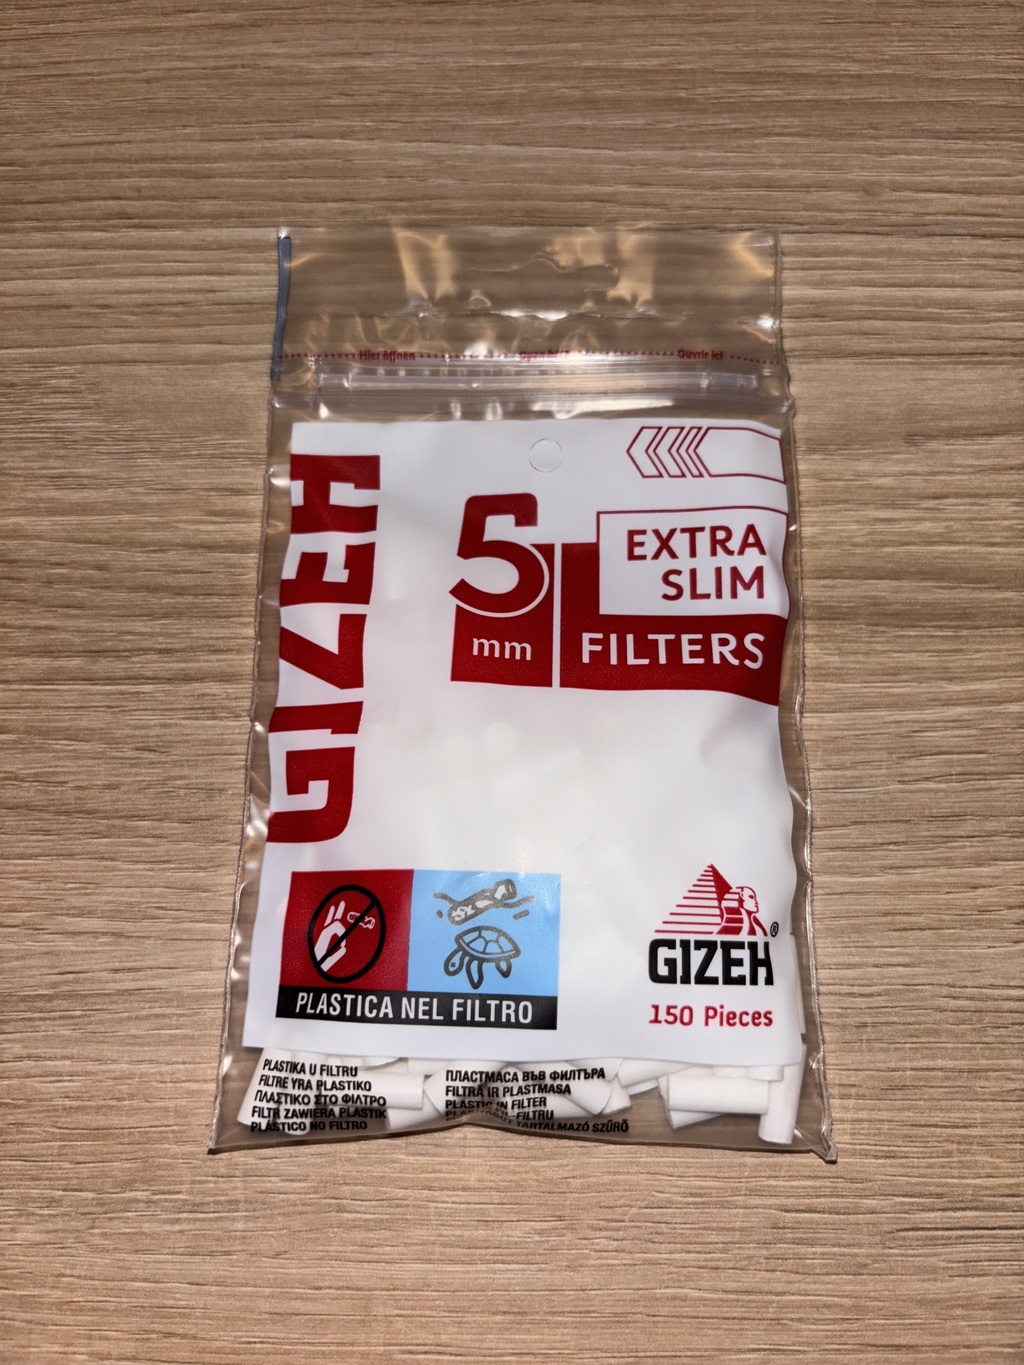 Hier öffnen
Ouvrir ici
GIZEH
5
mm
EXTRA
SLIM
FILTERS
PLASTICA NEL FILTRO
GIZEH®
150 Pieces
PLASTIKA U FILTRU
FILTRE YRA PLASTIKO
ΠΛΑΣΤΙΚΟ ΣΤΟ ΦΙΛΤΡΟ
FILTR ZAWIERA PLASTIK
PLÁSTICO NO FILTRO
ПЛАСТМАСА ВЪВ ФИЛТЪРА
FILTRA IR PLASTMASA
PLASTIC IN FILTER
FILTRU
TARTALMAZÓ SZŰRŐ